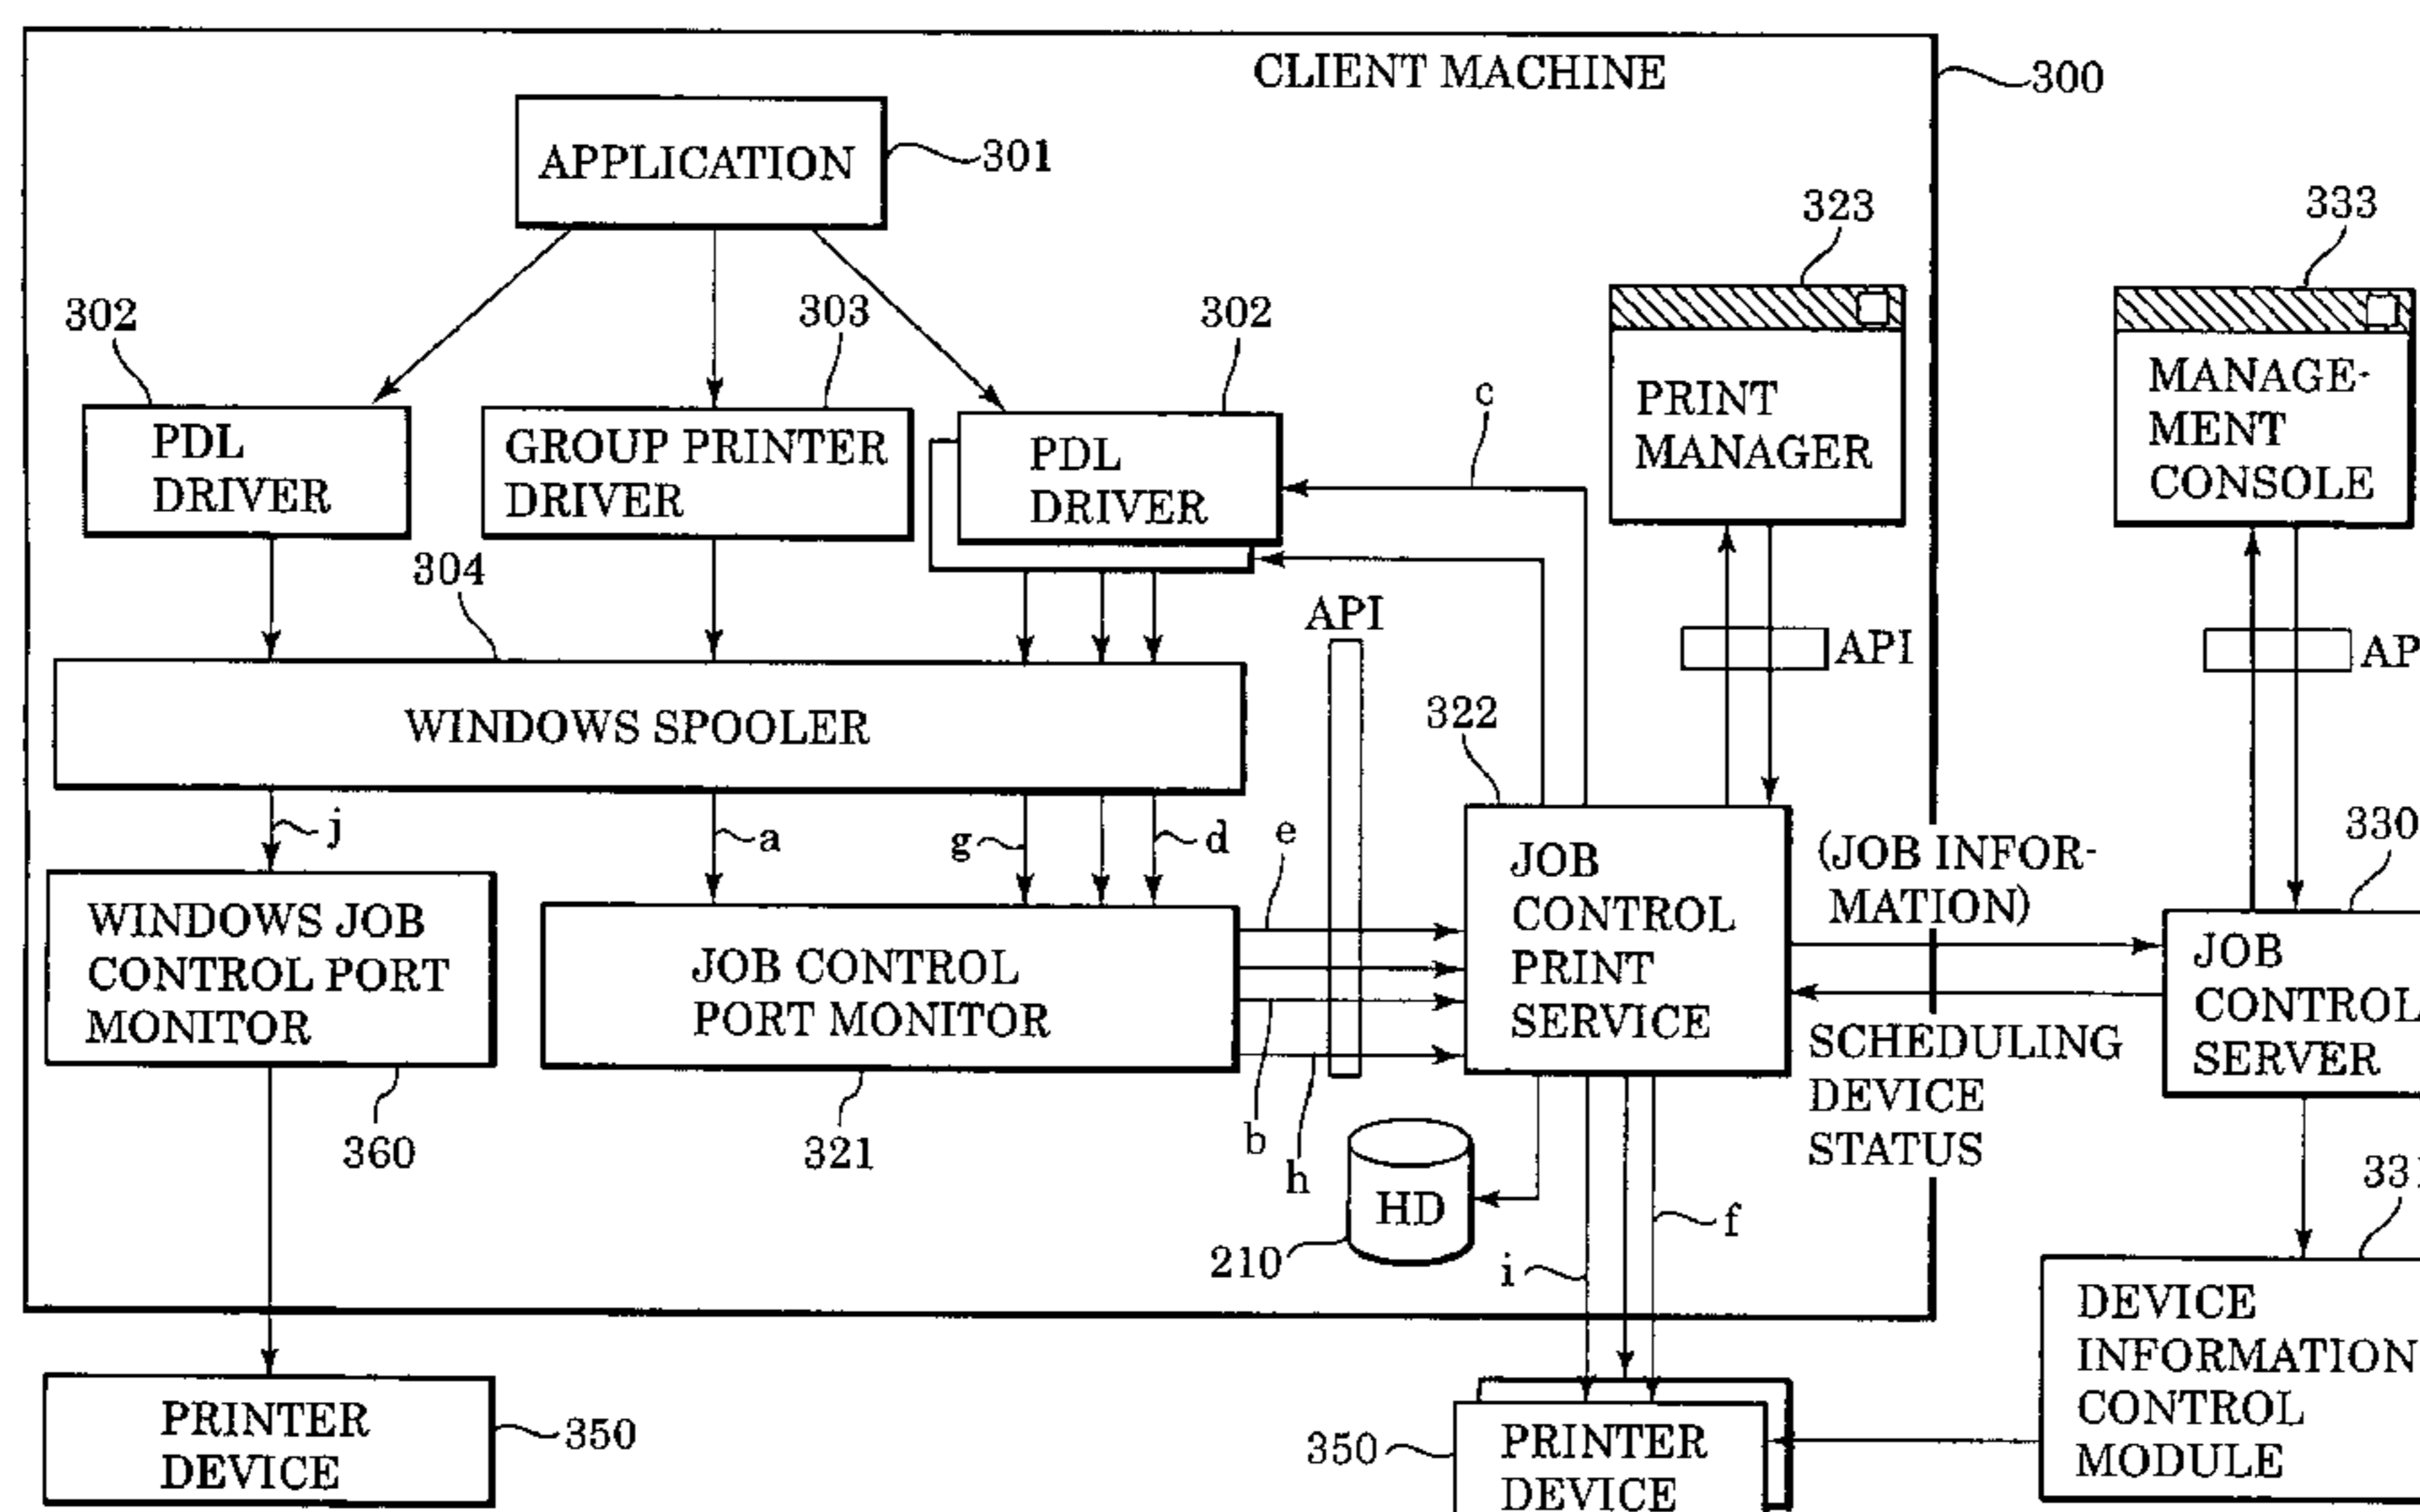 CLIENT MACHINE
300
APPLICATION
301
323
333
302
303
302
PDL
DRIVER
GROUP PRINTER
DRIVER
PDL
DRIVER
c
PRINT
MANAGER
MANAGE-
MENT
CONSOLE
304
API
API
AP
WINDOWS SPOOLER
322
330
j
a
g
d
e
(JOB INFOR-
MATION)
WINDOWS JOB
CONTROL PORT
MONITOR
JOB CONTROL
PORT MONITOR
JOB
CONTROL
PRINT
SERVICE
JOB
CONTROL
SERVER
SCHEDULING
DEVICE
STATUS
360
321
b
h
HD
210
f
i
331
DEVICE
INFORMATION
CONTROL
MODULE
PRINTER
DEVICE
350
350
PRINTER
DEVICE